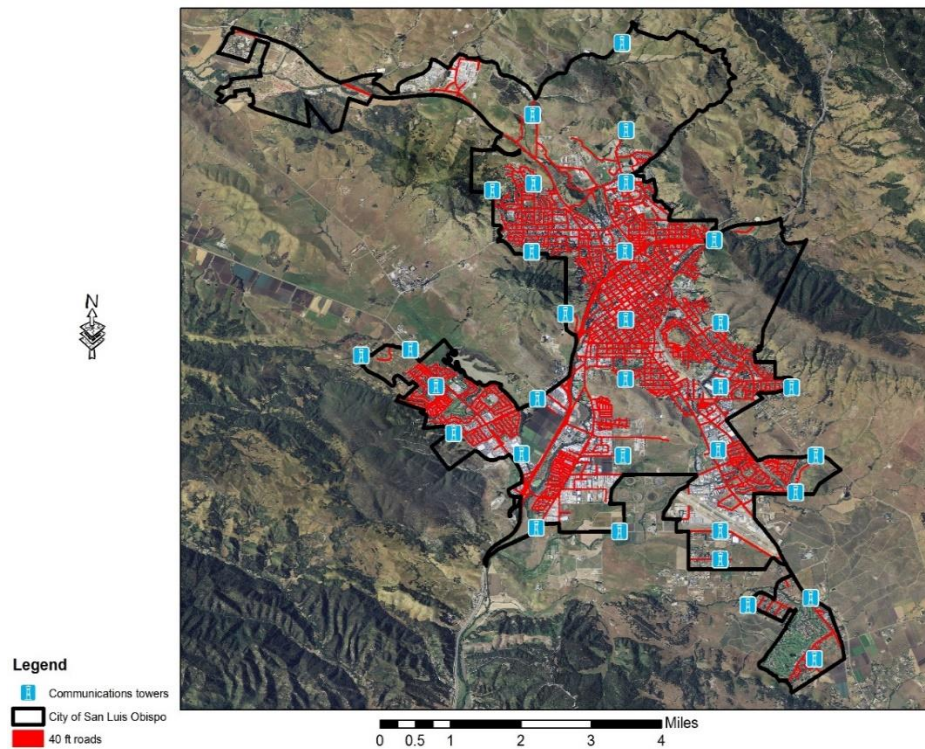 N
Legend
Communications towers
City of San Luis Obispo
40 ft roads
Miles
0 0.5 1 2 3 4